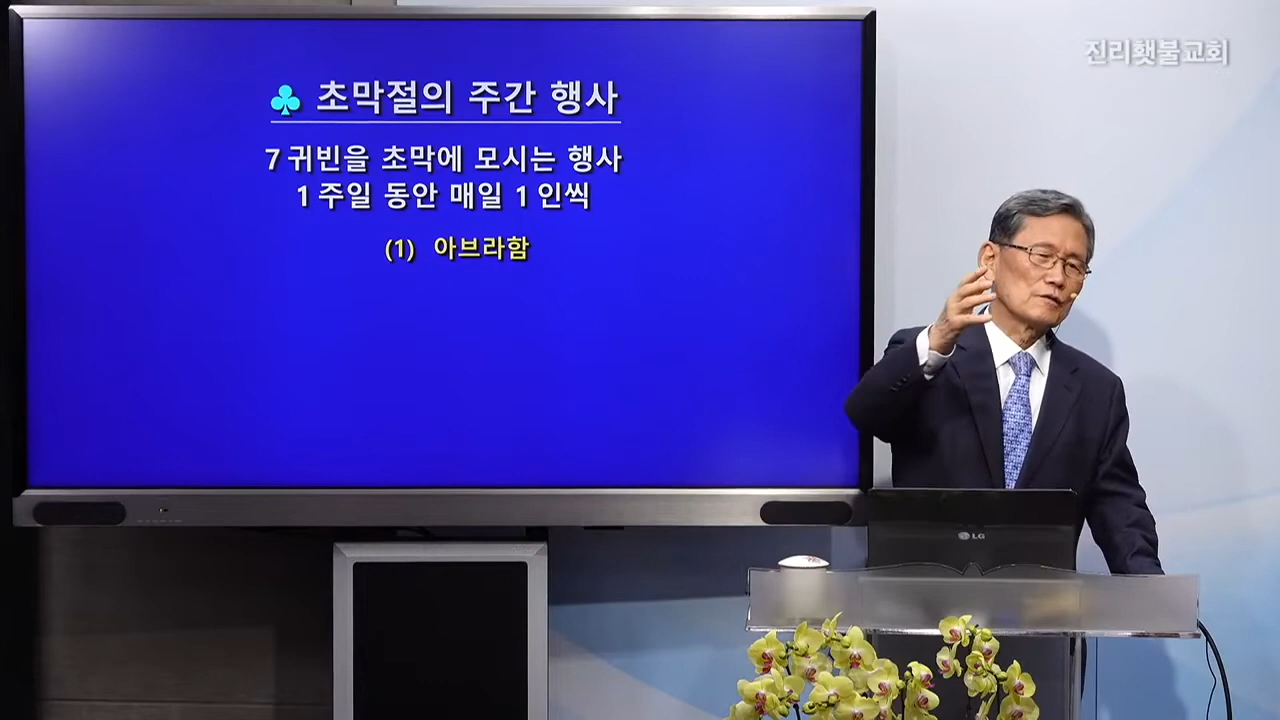 진리횃불교회
♣ 초막절의 주간 행사
7 귀빈을 초막에 모시는 행사
1 주일 동안 매일 1 인씩
(1) 아브라함
LG